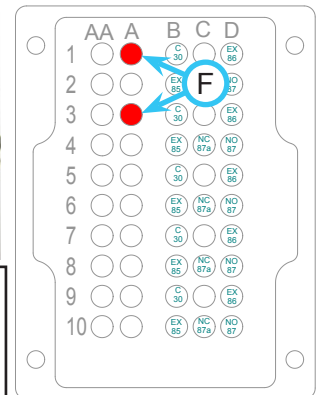 AA A B C D
1 C 30 EX 86
F
2 EX 85
3 C 30 EX 86
4 EX 85 NC 87a NO 87
5 C 30 EX 86
6 EX 85 NC 87a NO 87
7 C 30 EX 86
8 EX 85 NC 87a NO 87
9 C 30 EX 86
10 EX 85 NC 87a NO 87